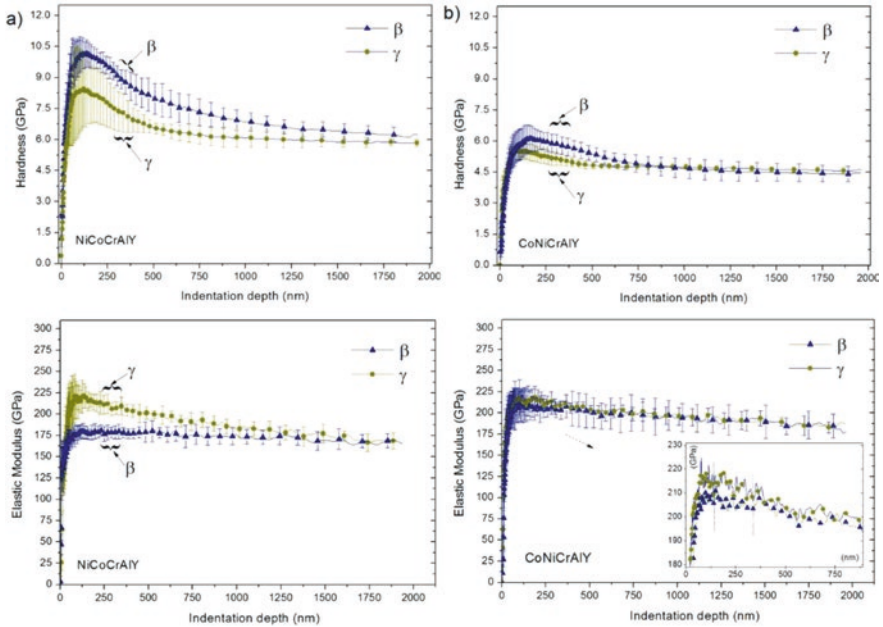 a)
Hardness (GPa)
12.0
10.5
9.0
7.5
6.0
4.5
3.0
1.5
0.0
β
γ
β
γ
NiCoCrAlY
0 250 500 750 1000 1250 1500 1750 2000
Indentation depth (nm)
b)
Hardness (GPa)
12.0
10.5
9.0
7.5
6.0
4.5
3.0
1.5
0.0
β
γ
β
γ
CoNiCrAlY
0 250 500 750 1000 1250 1500 1750 2000
Indentation depth (nm)
Elastic Modulus (GPa)
300
275
250
225
200
175
150
125
100
75
50
25
0
β
γ
γ
β
NiCoCrAlY
0 250 500 750 1000 1250 1500 1750 2000
Indentation depth (nm)
Elastic Modulus (GPa)
300
275
250
225
200
175
150
125
100
75
50
25
0
β
γ
CoNiCrAlY
(GPa)
230
220
210
200
190
180
0 250 500 750
(nm)
0 250 500 750 1000 1250 1500 1750 2000
Indentation depth (nm)